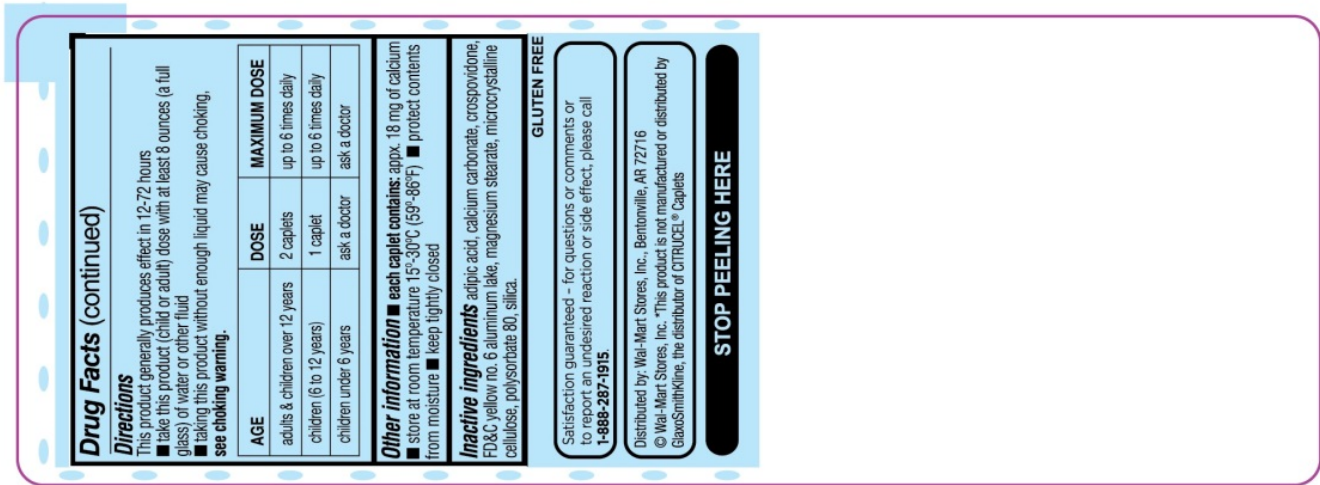 Drug Facts (continued)
Directions
This product generally produces effect in 12-72 hours
■ take this product (child or adult) dose with at least 8 ounces (a full
glass) of water or other fluid
■ taking this product without enough liquid may cause choking,
see choking warning.
AGE DOSE MAXIMUM DOSE
adults & children over 12 years 2 caplets up to 6 times daily
children (6 to 12 years) 1 caplet up to 6 times daily
children under 6 years ask a doctor ask a doctor
Other information ■ each caplet contains: appx. 18 mg of calcium
■ store at room temperature 15º-30ºC (59º-86ºF) ■ protect contents
from moisture ■ keep tightly closed
Inactive ingredients adipic acid, calcium carbonate, crospovidone,
FD&C yellow no. 6 aluminum lake, magnesium stearate, microcrystalline
cellulose, polysorbate 80, silica.
GLUTEN FREE
Satisfaction guaranteed - for questions or comments or
to report an undesired reaction or side effect, please call
1-888-287-1915.
Distributed by: Wal-Mart Stores, Inc., Bentonville, AR 72716
© Wal-Mart Stores, Inc. *This product is not manufactured or distributed by
GlaxoSmithKline, the distributor of CITRUCEL® Caplets
STOP PEELING HERE